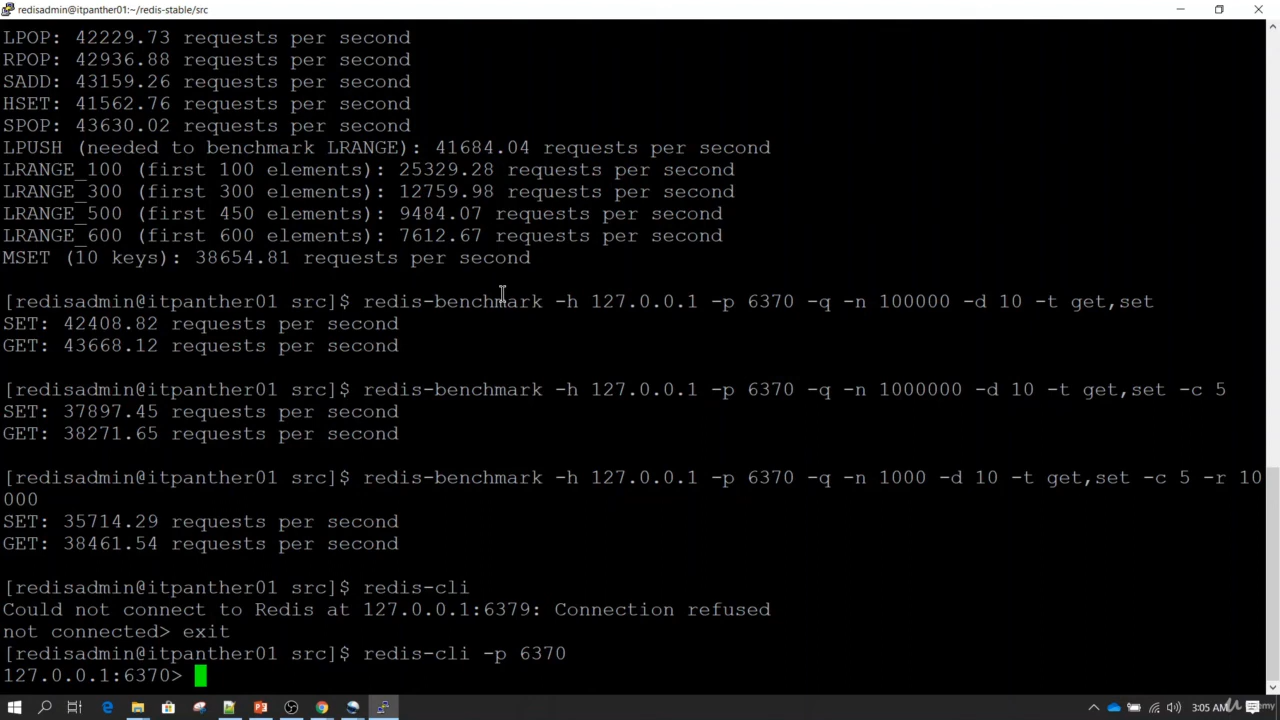 redisadmin@itpanther01:~/redis-stable/src
LPOP: 42229.73 requests per second
RPOP: 42936.88 requests per second
SADD: 43159.26 requests per second
HSET: 41562.76 requests per second
SPOP: 43630.02 requests per second
LPUSH (needed to benchmark LRANGE): 41684.04 requests per second
LRANGE_100 (first 100 elements): 25329.28 requests per second
LRANGE_300 (first 300 elements): 12759.98 requests per second
LRANGE_500 (first 450 elements): 9484.07 requests per second
LRANGE_600 (first 600 elements): 7612.67 requests per second
MSET (10 keys): 38654.81 requests per second
[redisadmin@itpanther01 src]$ redis-benchmark -h 127.0.0.1 -p 6370 -q -n 100000 -d 10 -t get,set
SET: 42408.82 requests per second
GET: 43668.12 requests per second
[redisadmin@itpanther01 src]$ redis-benchmark -h 127.0.0.1 -p 6370 -q -n 1000000 -d 10 -t get,set -c 5
SET: 37897.45 requests per second
GET: 38271.65 requests per second
[redisadmin@itpanther01 src]$ redis-benchmark -h 127.0.0.1 -p 6370 -q -n 1000 -d 10 -t get,set -c 5 -r 10
000
SET: 35714.29 requests per second
GET: 38461.54 requests per second
[redisadmin@itpanther01 src]$ redis-cli
Could not connect to Redis at 127.0.0.1:6379: Connection refused
not connected> exit
[redisadmin@itpanther01 src]$ redis-cli -p 6370
127.0.0.1:6370>
3:05 AM
Udemy